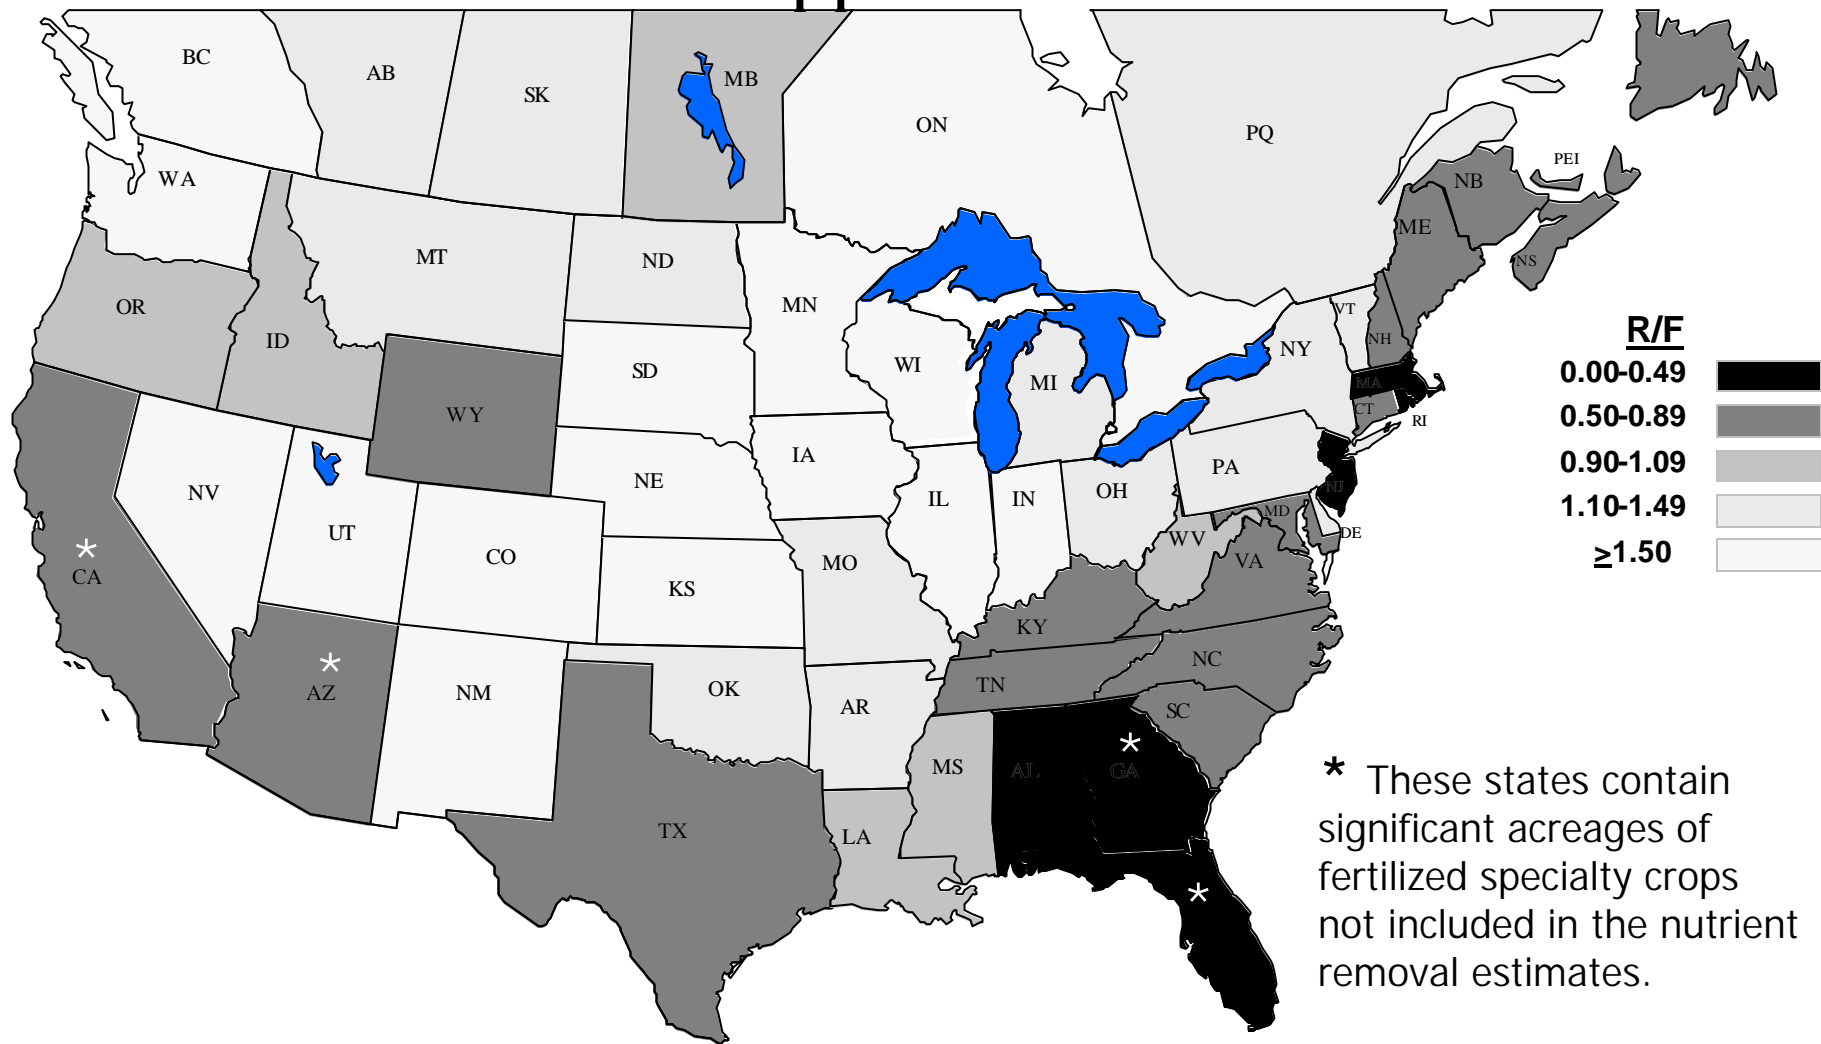 BC
AB
SK
MB
ON
PQ
PEI
NB
ME
NS
WA
MT
ND
MN
OR
ID
SD
WI
MI
NY
VT
NH
MA
CT
RI
WY
IA
NE
NV
UT
CO
KS
IL
IN
OH
PA
NJ
MD
DE
WV
VA
MO
KY
CA
*
AZ
*
NM
OK
AR
TN
NC
SC
MS
AL
GA
*
TX
LA
*
R/F
0.00-0.49
0.50-0.89
0.90-1.09
1.10-1.49
≥1.50
* These states contain
significant acreages of
fertilized specialty crops
not included in the nutrient
removal estimates.